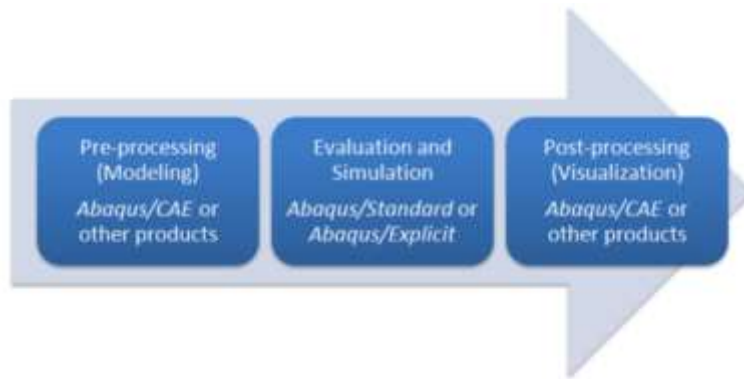 Pre-processing
(Modeling)
Abaqus/CAE or
other products
Evaluation and
Simulation
Abaqus/Standard or
Abaqus/Explicit
Post-processing
(Visualization)
Abaqus/CAE or
other products